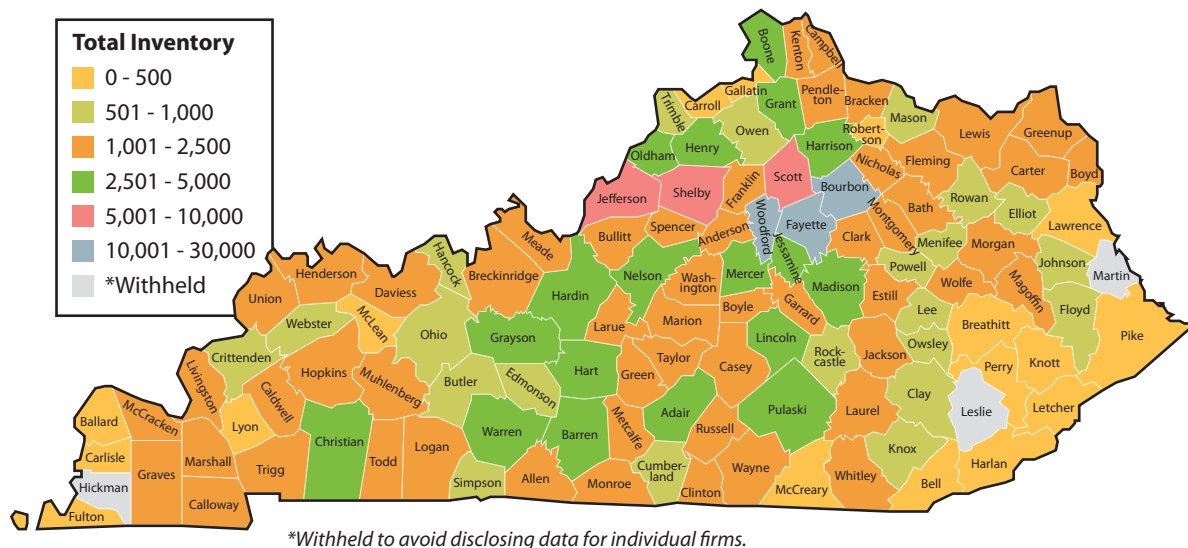 Total Inventory
0 - 500
501 - 1,000
1,001 - 2,500
2,501 - 5,000
5,001 - 10,000
10,001 - 30,000
*Withheld
Boone
Kenton
Campbell
Gallatin
Carroll
Trimble
Grant
Pendle-
ton
Bracken
Mason
Owen
Robert-
son
Lewis
Greenup
Oldham
Henry
Harrison
Nicholas
Fleming
Carter
Boyd
Jefferson
Shelby
Franklin
Scott
Bourbon
Bath
Rowan
Elliot
Lawrence
Bullitt
Spencer
Anderson
Woodford
Fayette
Clark
Montgomery
Menifee
Morgan
Johnson
Martin
Meade
Breckinridge
Hancock
Hardin
Nelson
Wash-
ington
Mercer
Jessamine
Madison
Powell
Estill
Wolfe
Magoffin
Floyd
Pike
Henderson
Union
Daviess
Webster
McLean
Ohio
Grayson
Larue
Marion
Boyle
Garrard
Lee
Owsley
Breathitt
Knott
Perry
Crittenden
Livingston
Caldwell
Hopkins
Muhlenberg
Butler
Edmonson
Hart
Green
Taylor
Casey
Lincoln
Rock-
castle
Jackson
Clay
Leslie
Letcher
Ballard
McCracken
Lyon
Christian
Warren
Barren
Metcalfe
Adair
Russell
Pulaski
Laurel
Knox
Harlan
Carlisle
Graves
Marshall
Trigg
Todd
Logan
Simpson
Allen
Monroe
Cumber-
land
Clinton
Wayne
McCreary
Whitley
Bell
Hickman
Fulton
Calloway
*Withheld to avoid disclosing data for individual firms.